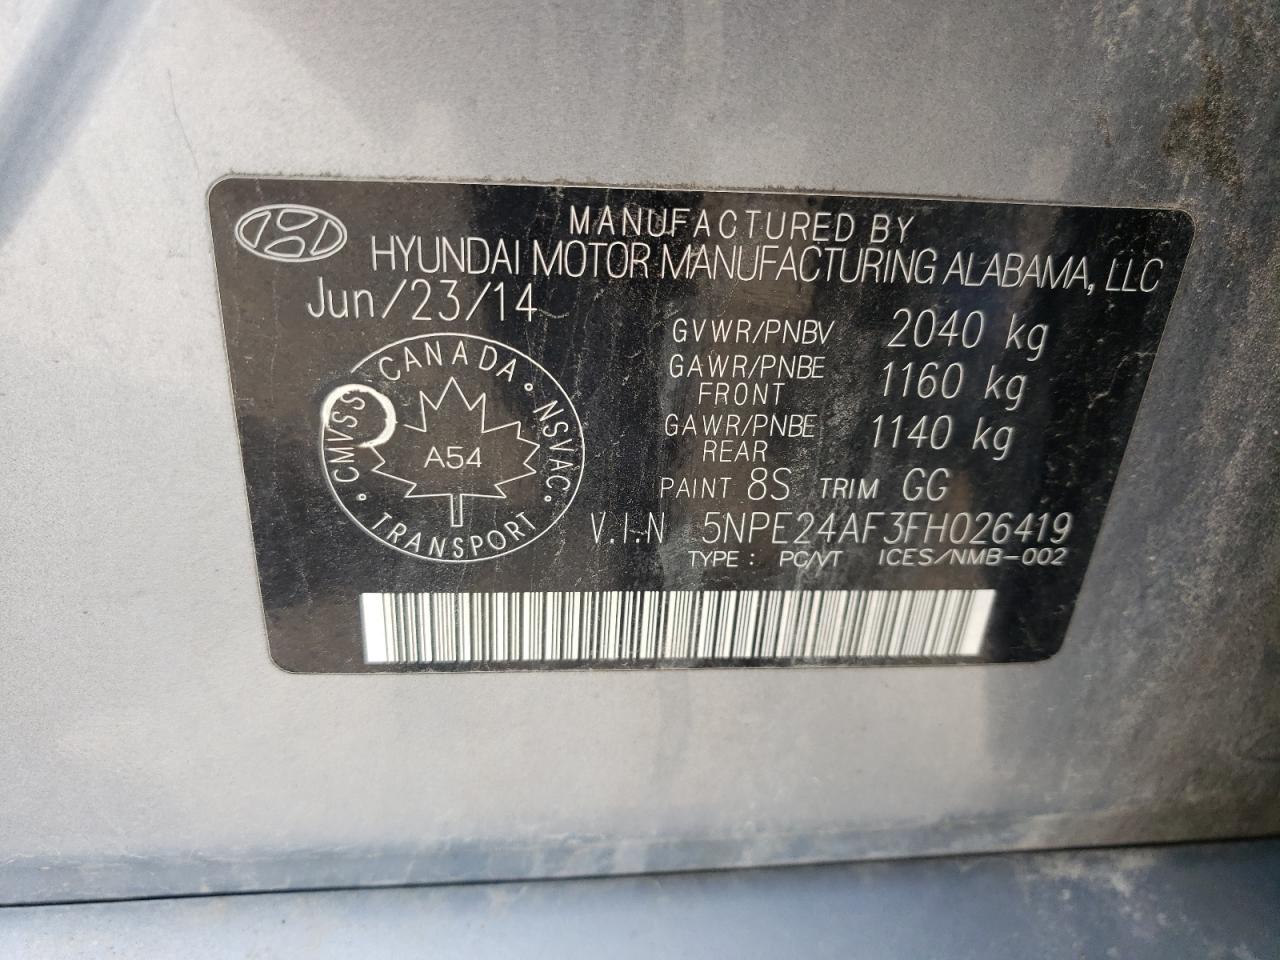 MANUFACTURED BY
HYUNDAI MOTOR MANUFACTURING ALABAMA, LLC
Jun/23/14
GVWR/PNBV 2040 kg
GAWR/PNBE FRONT 1160 kg
GAWR/PNBE REAR 1140 kg
CANADA · NSVAC · TRANSPORT · CMVSS ·
A54
PAINT 8S TRIM GG
V.I.N 5NPE24AF3FH026419
TYPE : PC/VT ICES/NMB-002